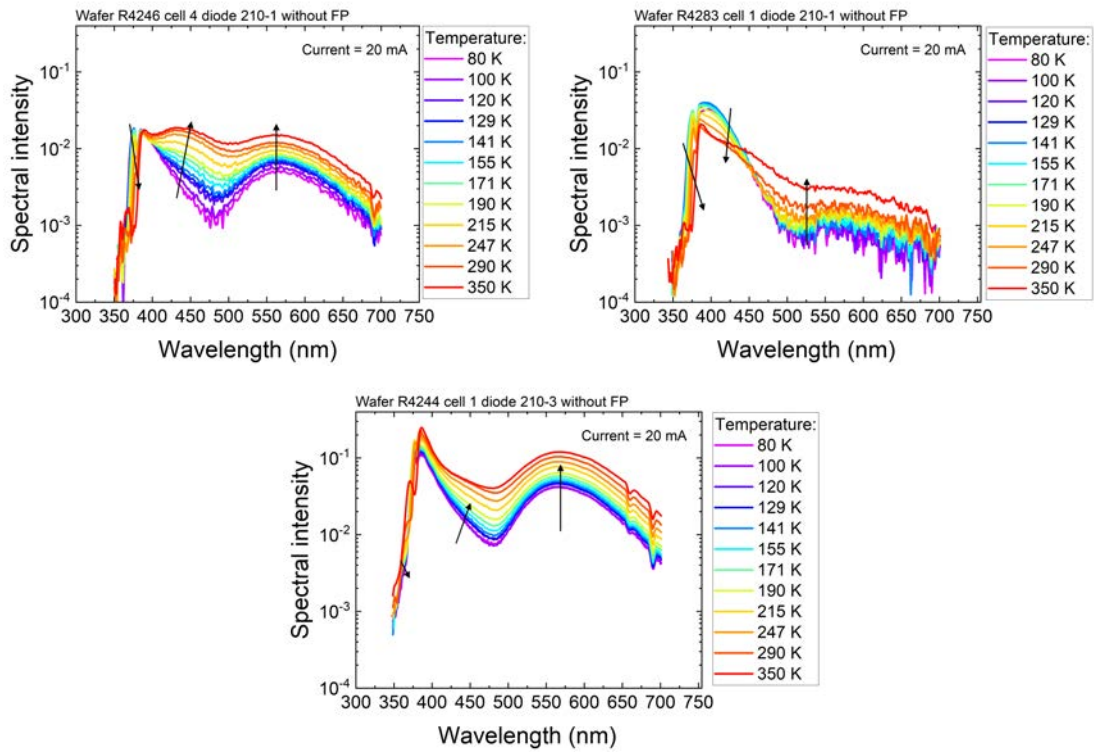 Wafer R4246 cell 4 diode 210-1 without FP
Current = 20 mA
Spectral intensity
10-1
10-2
10-3
10-4
300 350 400 450 500 550 600 650 700 750
Wavelength (nm)
Temperature:
80 K
100 K
120 K
129 K
141 K
155 K
171 K
190 K
215 K
247 K
290 K
350 K
Wafer R4283 cell 1 diode 210-1 without FP
Current = 20 mA
Spectral intensity
10-1
10-2
10-3
10-4
300 350 400 450 500 550 600 650 700 750
Wavelength (nm)
Temperature:
80 K
100 K
120 K
129 K
141 K
155 K
171 K
190 K
215 K
247 K
290 K
350 K
Wafer R4244 cell 1 diode 210-3 without FP
Current = 20 mA
Spectral intensity
10-1
10-2
10-3
10-4
300 350 400 450 500 550 600 650 700 750
Wavelength (nm)
Temperature:
80 K
100 K
120 K
129 K
141 K
155 K
171 K
190 K
215 K
247 K
290 K
350 K